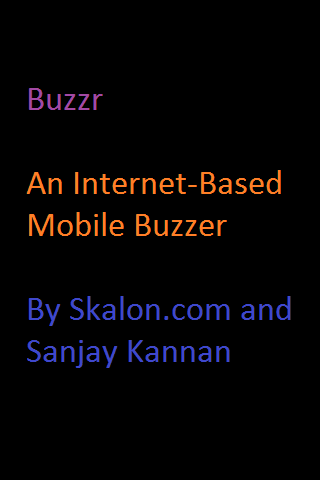 Buzzr
An Internet-Based
Mobile Buzzer
By Skalon.com and
Sanjay Kannan